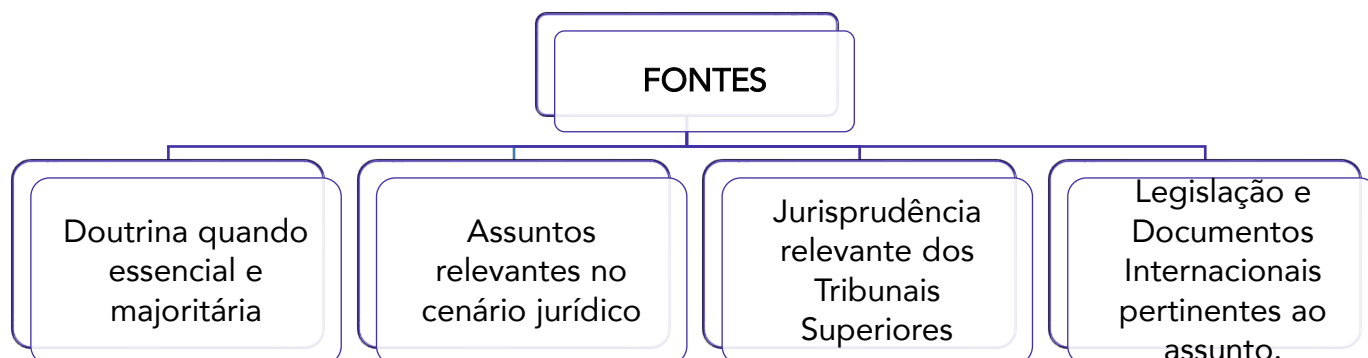 FONTES
Doutrina quando
essencial e
majoritária
Assuntos
relevantes no
cenário jurídico
Jurisprudência
relevante dos
Tribunais
Superiores
Legislação e
Documentos
Internacionais
pertinentes ao
assunto.